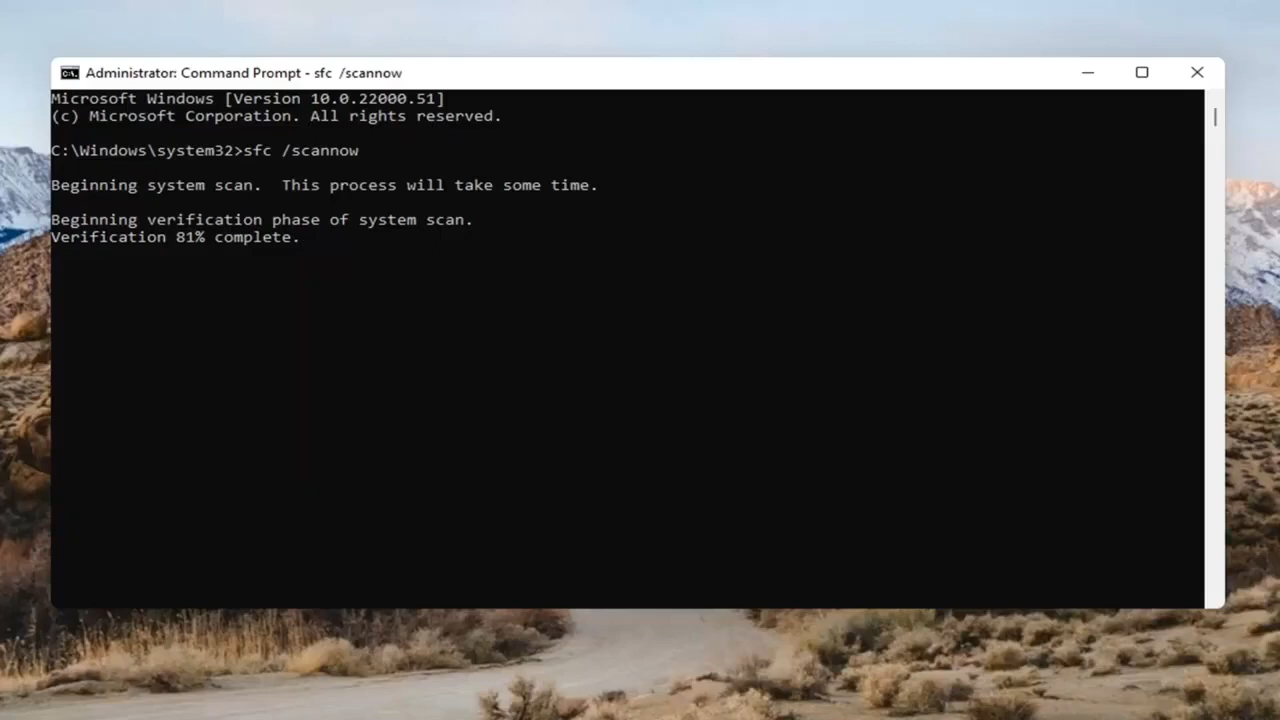 Administrator: Command Prompt - sfc  /scannow
Microsoft Windows [Version 10.0.22000.51]
(c) Microsoft Corporation. All rights reserved.
C:\Windows\system32>sfc /scannow
Beginning system scan.  This process will take some time.
Beginning verification phase of system scan.
Verification 81% complete.